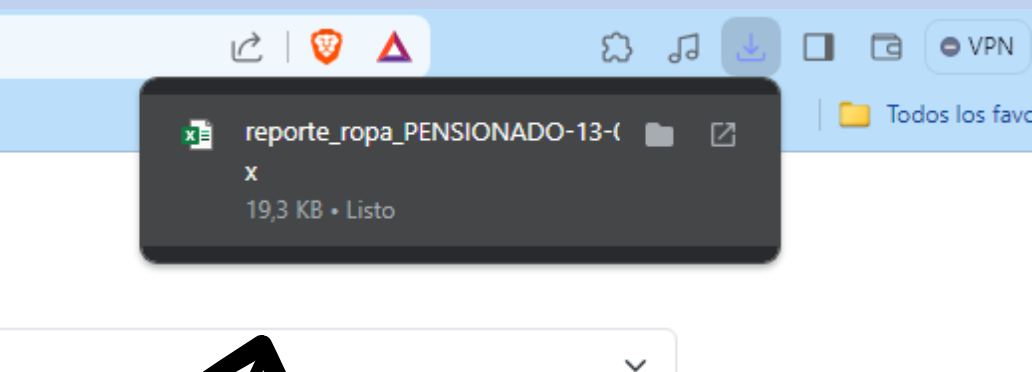 VPN
Todos los favo
reporte_ropa_PENSIONADO-13-
x
19,3 KB • Listo